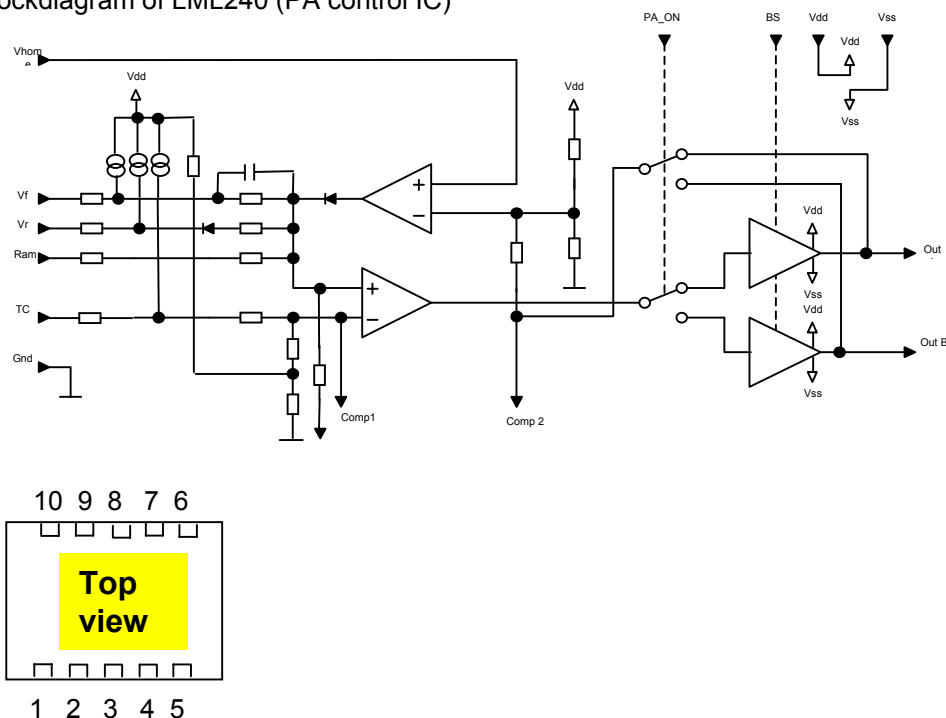 ockdiagram of LML240 (PA control IC)
PA_ON BS Vdd Vss
Vdd
Vss
Vhom
e
Vdd
Vdd
Vf
Vr
Ram
TC
Gnd
+
−
+
−
Comp1
Comp 2
Vdd
Vss
Vdd
Vss
Out
Out B
10 9 8 7 6
Top
view
1 2 3 4 5